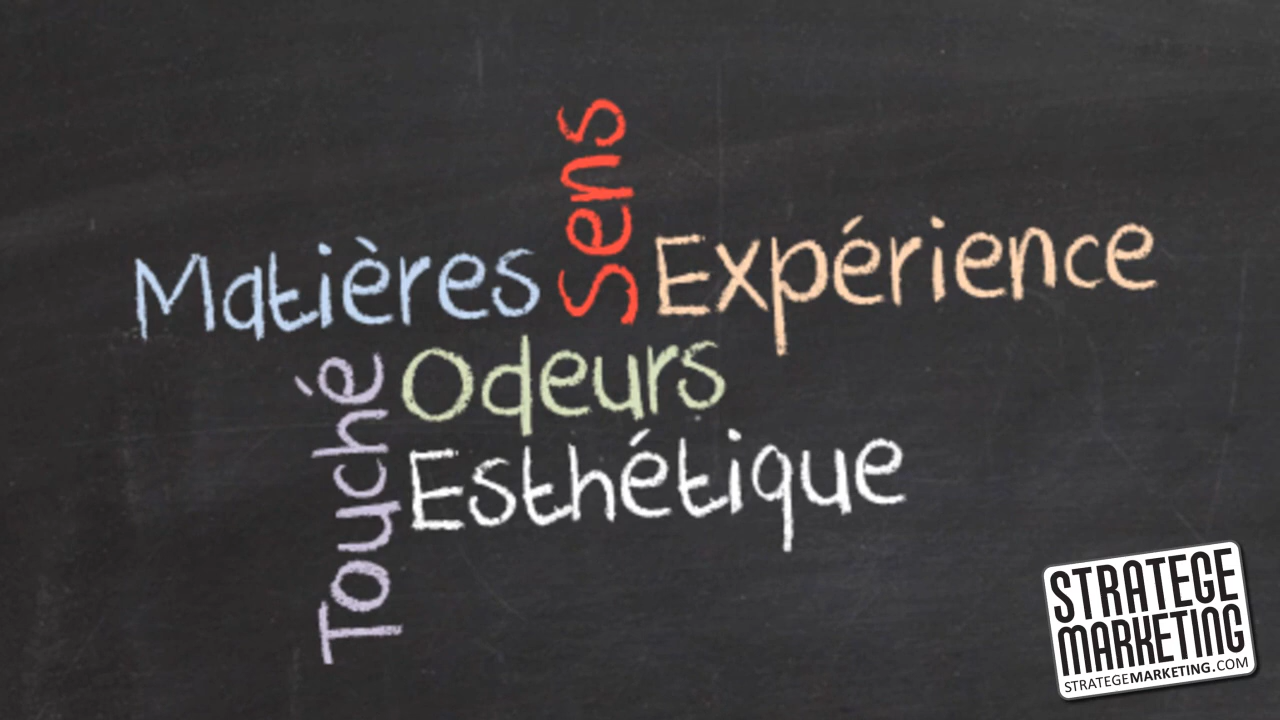 Sens
Matières
Expérience
Touché
Odeurs
Esthétique
STRATEGE
MARKETING
STRATEGEMARKETING.COM